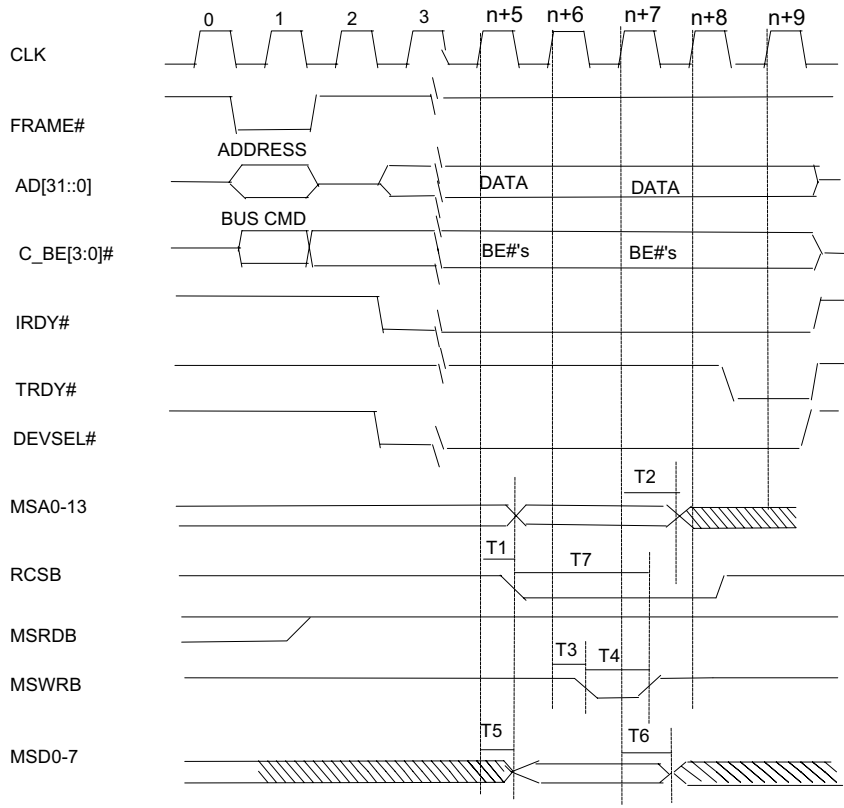 0 1 2 3 n+5 n+6 n+7 n+8 n+9
CLK
FRAME#
ADDRESS
AD[31::0] DATA DATA
BUS CMD
C_BE[3:0]# BE#'s BE#'s
IRDY#
TRDY#
DEVSEL#
T2
MSA0-13
T1 T7
RCSB
MSRDB
T3 T4
MSWRB
T5 T6
MSD0-7